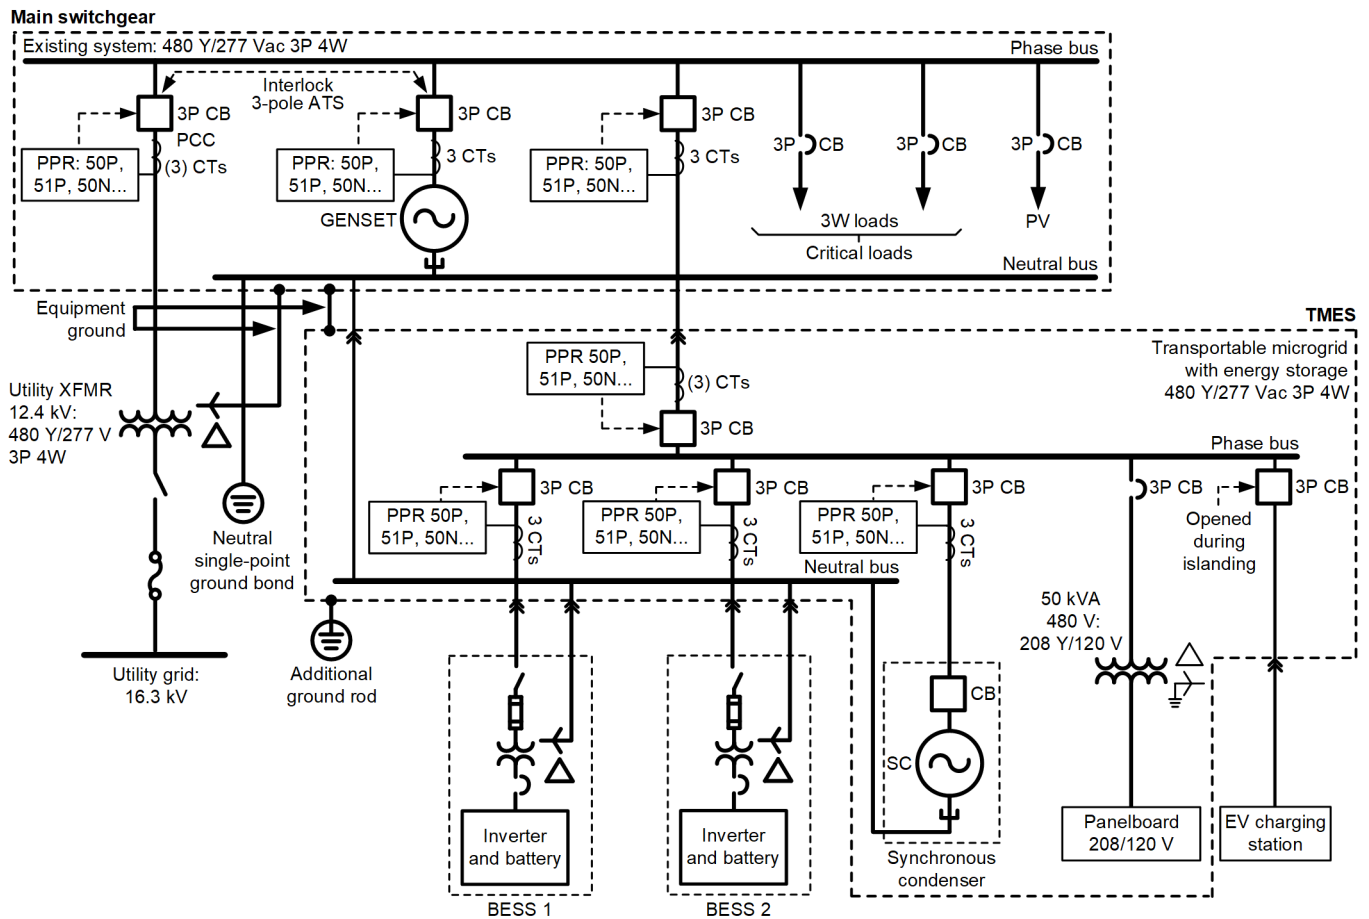 Main switchgear
Existing system: 480 Y/277 Vac 3P 4W
Phase bus
Interlock
3-pole ATS
3P CB
PCC
(3) CTs
PPR: 50P,
51P, 50N...
3P CB
3 CTs
PPR: 50P,
51P, 50N...
GENSET
3P CB
3 CTs
PPR: 50P,
51P, 50N...
3P CB
3P CB
3P CB
3W loads
Critical loads
PV
Neutral bus
Equipment
ground
Utility XFMR
12.4 kV:
480 Y/277 V
3P 4W
Neutral
single-point
ground bond
Utility grid:
16.3 kV
TMES
Transportable microgrid
with energy storage
480 Y/277 Vac 3P 4W
PPR 50P,
51P, 50N...
(3) CTs
3P CB
Phase bus
3P CB
PPR 50P,
51P, 50N...
3 CTs
3P CB
PPR 50P,
51P, 50N...
3 CTs
3P CB
PPR 50P,
51P, 50N...
3 CTs
3P CB
3P CB
Opened
during
islanding
Neutral bus
Additional
ground rod
50 kVA
480 V:
208 Y/120 V
Inverter
and battery
BESS 1
Inverter
and battery
BESS 2
CB
SC
Synchronous
condenser
Panelboard
208/120 V
EV charging
station